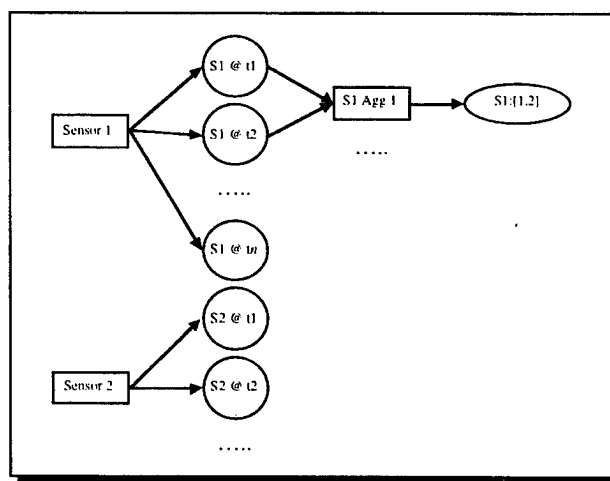 S1 @ t1
S1 Agg 1
S1:{1,2}
Sensor 1
S1 @ t2
.....
.....
S1 @ tn
S2 @ t1
Sensor 2
S2 @ t2
.....